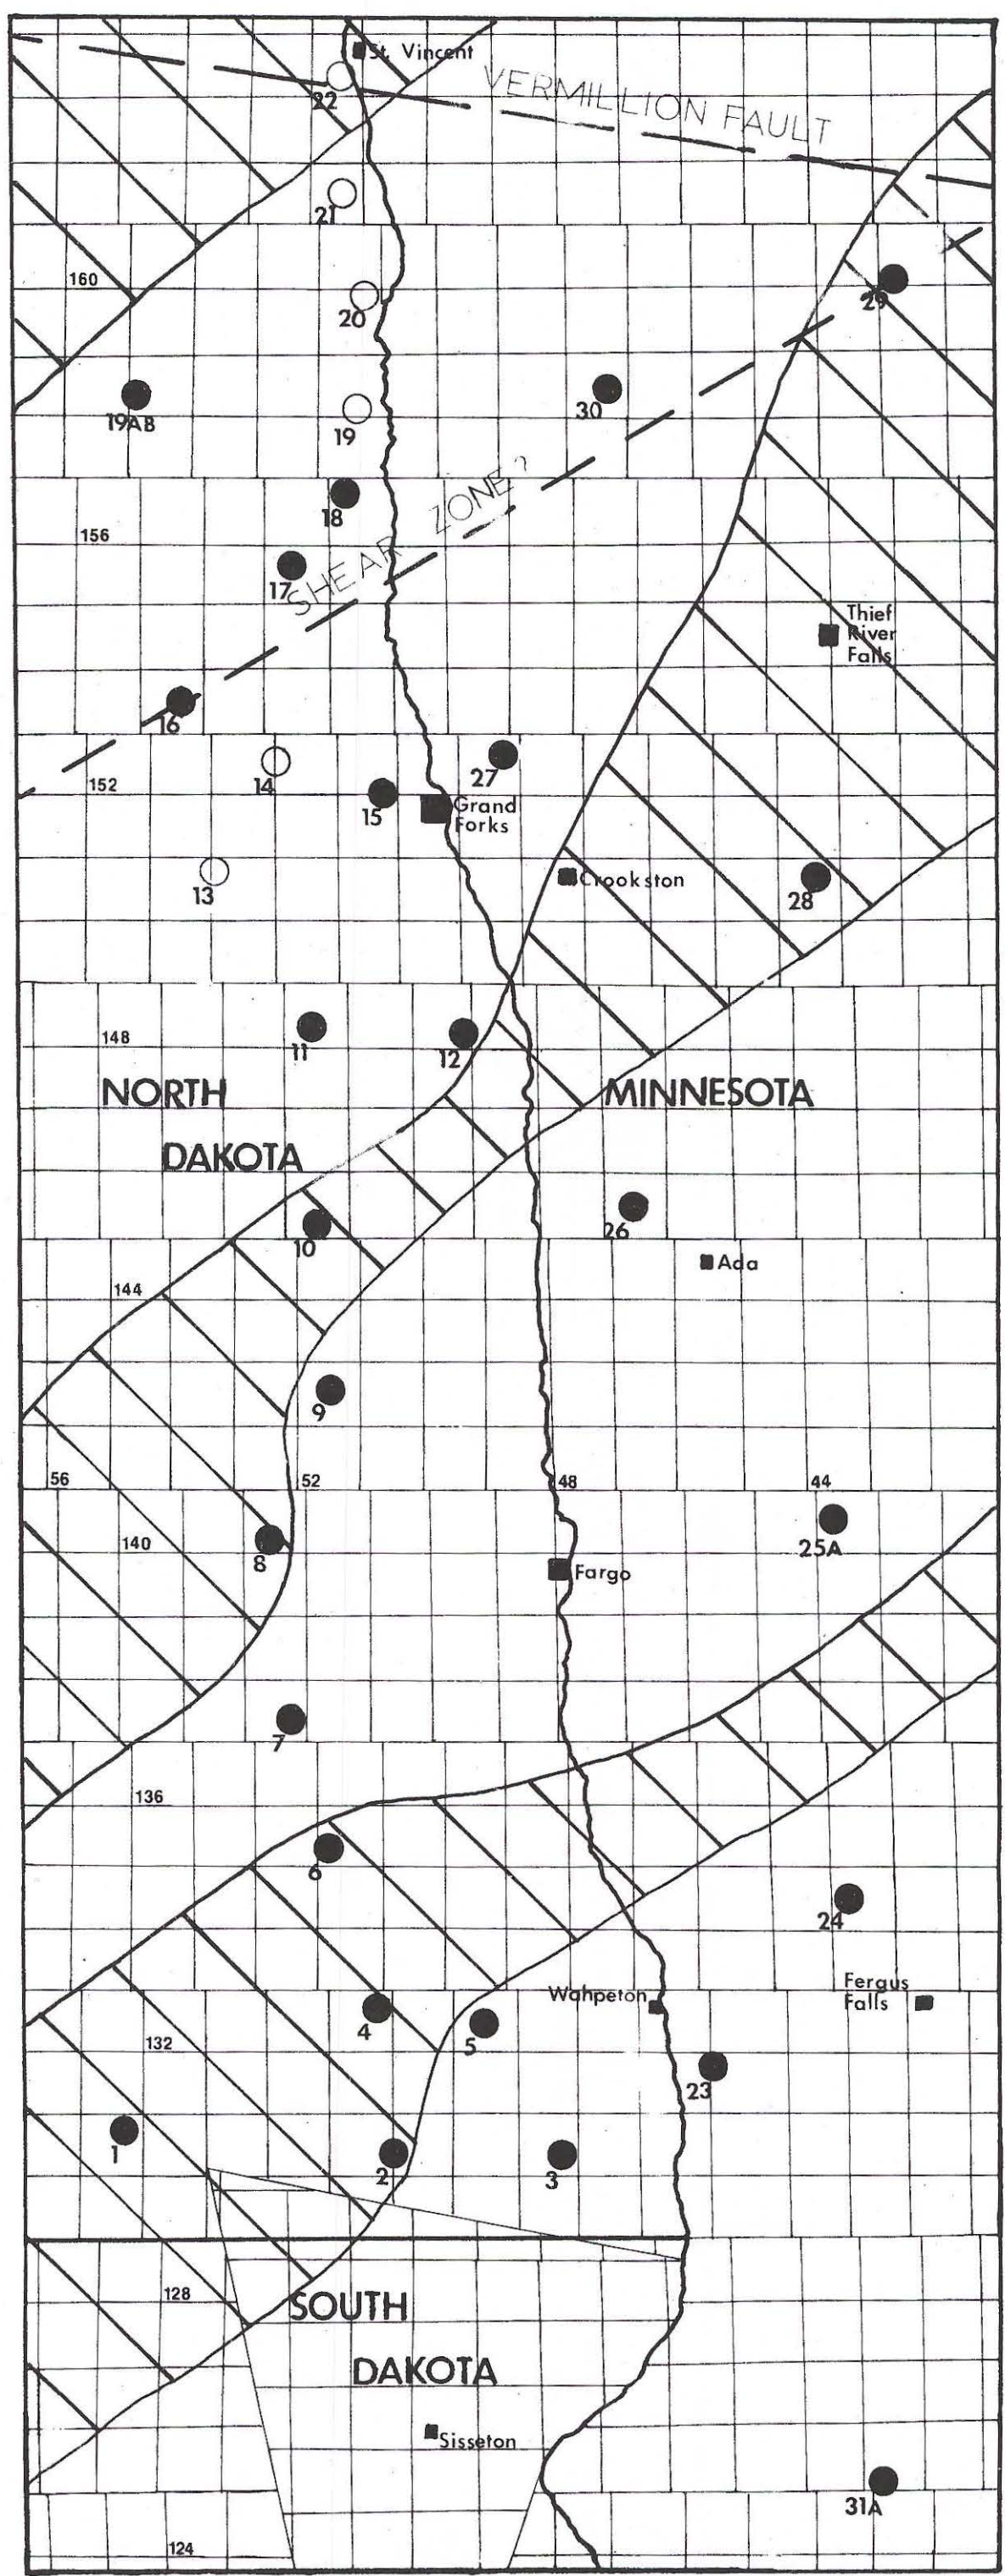 St. Vincent
22
VERMILLION FAULT
21
160
20
29
19AB
19
30
18
SHEAR ZONE?
156
17
Thief
River
Falls
16
14
152
15
27
Grand
Forks
13
Crookston
28
148
11
12
NORTH
DAKOTA
MINNESOTA
10
26
Ada
144
9
56
52
48
44
140
8
25A
Fargo
7
136
6
24
Wahpeton
Fergus
Falls
4
5
132
23
1
2
3
128
SOUTH
DAKOTA
Sisseton
31A
124